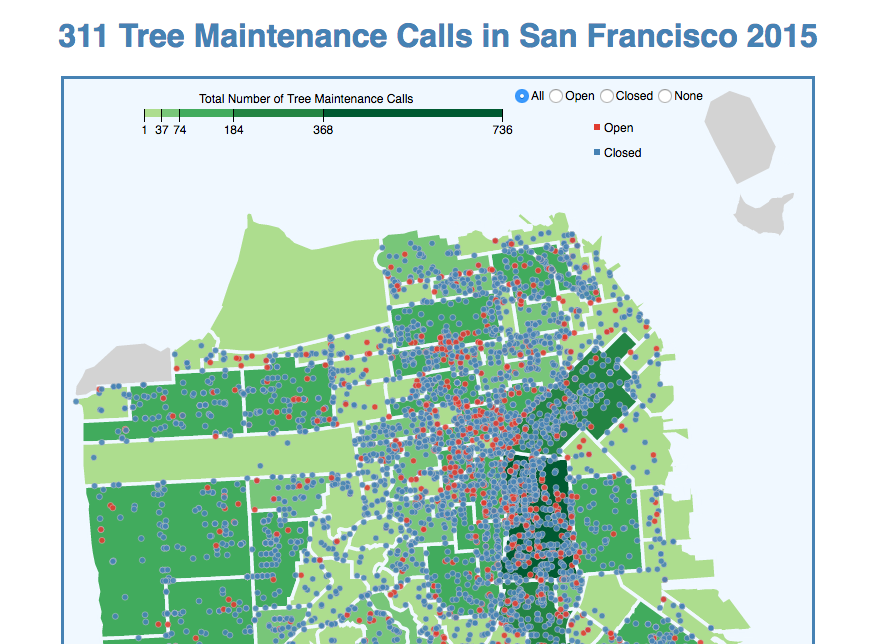 311 Tree Maintenance Calls in San Francisco 2015
Total Number of Tree Maintenance Calls
All Open Closed None
1 37 74 184 368 736
Open
Closed